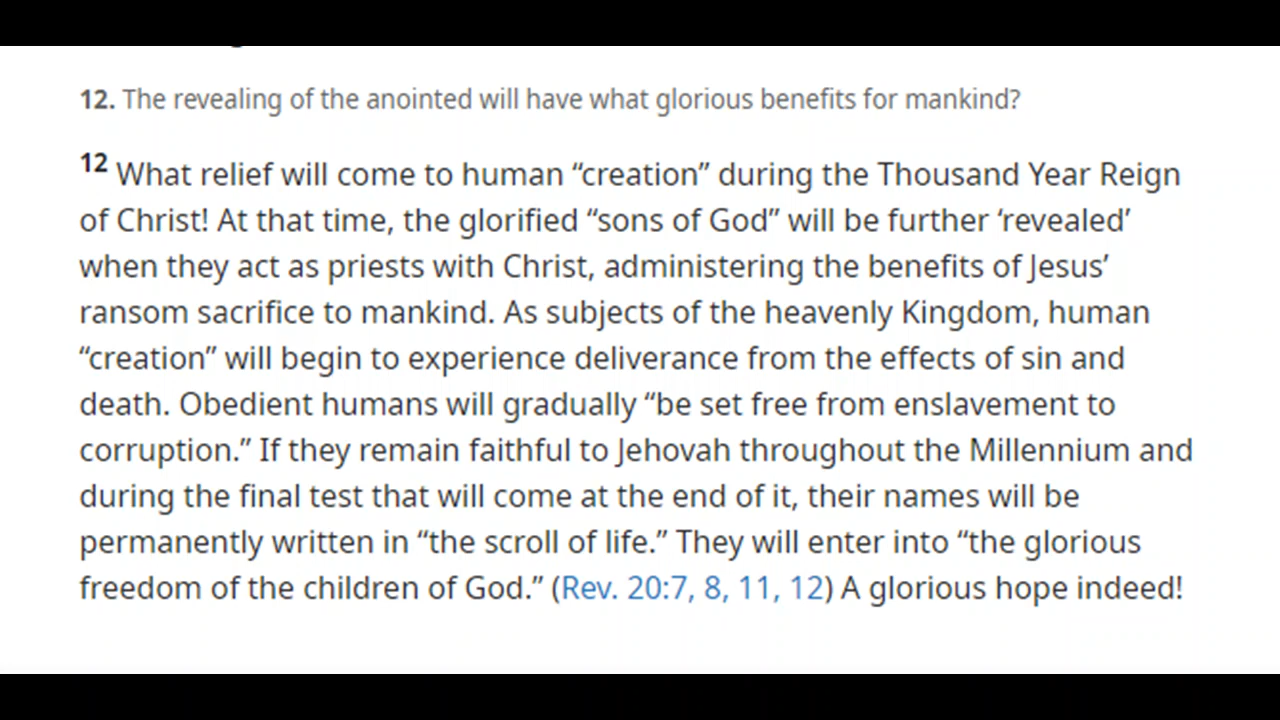 12. The revealing of the anointed will have what glorious benefits for mankind?
12 What relief will come to human “creation” during the Thousand Year Reign
of Christ! At that time, the glorified “sons of God” will be further ‘revealed’
when they act as priests with Christ, administering the benefits of Jesus’
ransom sacrifice to mankind. As subjects of the heavenly Kingdom, human
“creation” will begin to experience deliverance from the effects of sin and
death. Obedient humans will gradually “be set free from enslavement to
corruption.” If they remain faithful to Jehovah throughout the Millennium and
during the final test that will come at the end of it, their names will be
permanently written in “the scroll of life.” They will enter into “the glorious
freedom of the children of God.” (Rev. 20:7, 8, 11, 12) A glorious hope indeed!